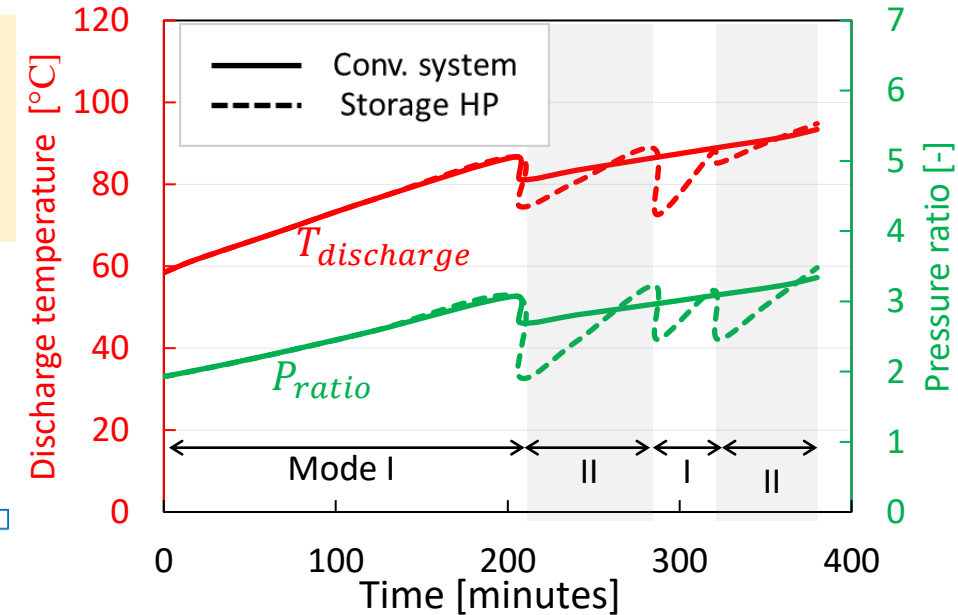 Discharge temperature [°C]
120
100
80
60
40
20
0
Conv. system
Storage HP
T_discharge
P_ratio
Mode I
II
I
II
7
6
5
4
3
2
1
0
Pressure ratio [-]
0
100
200
300
400
Time [minutes]